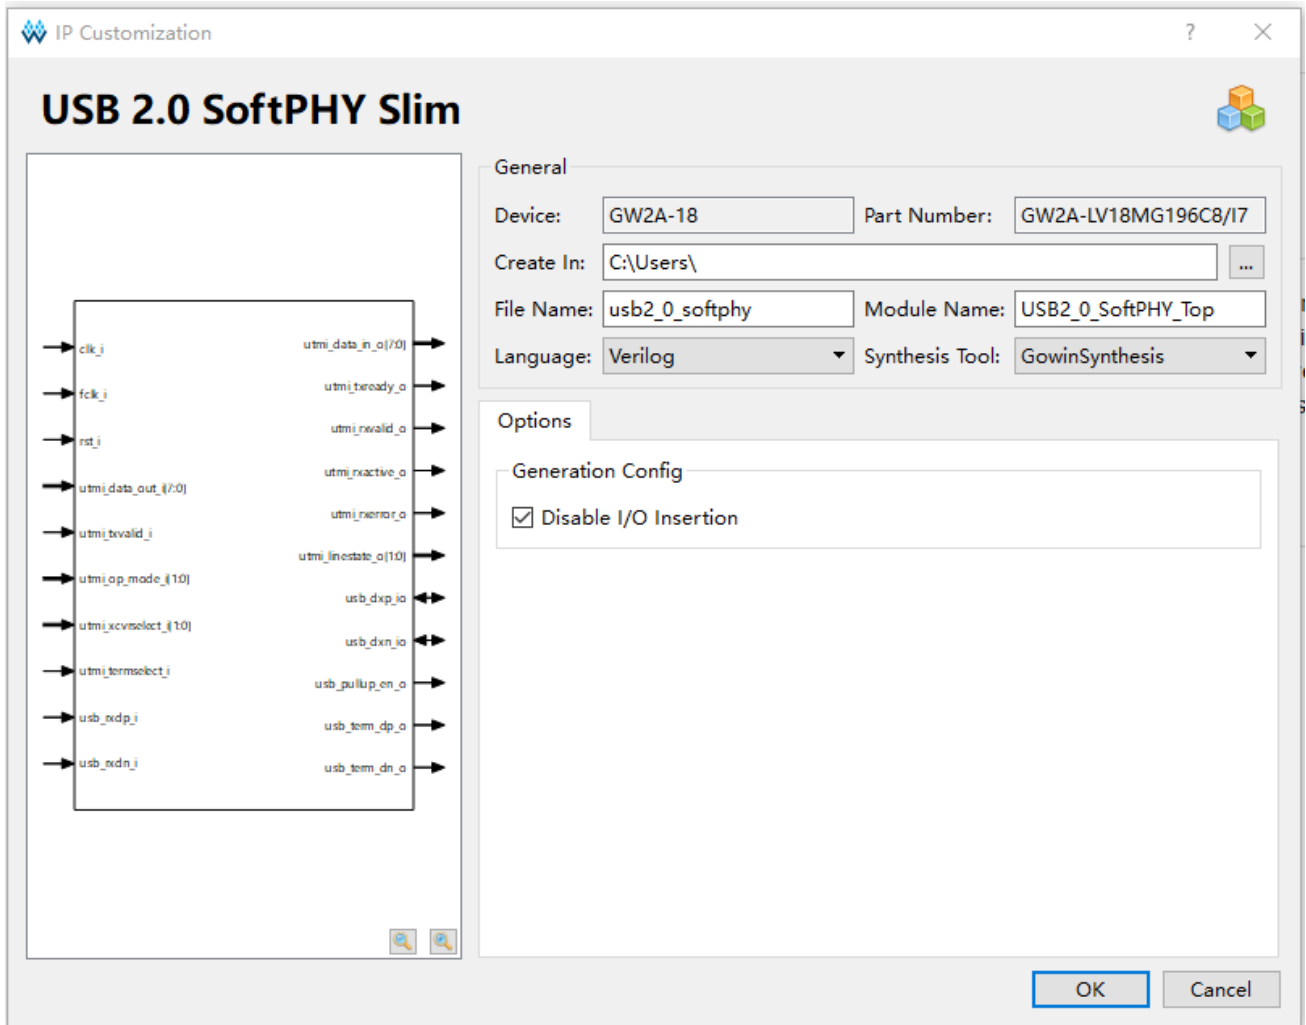 IP Customization
USB 2.0 SoftPHY Slim
clk_i
fclk_i
rst_i
utmi_data_out_i(7:0)
utmi_txvalid_i
utmi_op_mode_i(1:0)
utmi_xcvrselect_i(1:0)
utmi_termselect_i
usb_rxdp_i
usb_rxdn_i
utmi_data_in_o(7:0)
utmi_txready_o
utmi_rxvalid_o
utmi_rxactive_o
utmi_rxerror_o
utmi_linestate_o(1:0)
usb_dxp_io
usb_dxn_io
usb_pullup_en_o
usb_term_dp_o
usb_term_dn_o
General
Device: GW2A-18 Part Number: GW2A-LV18MG196C8/I7
Create In: C:\Users\ ...
File Name: usb2_0_softphy Module Name: USB2_0_SoftPHY_Top
Language: Verilog Synthesis Tool: GowinSynthesis
Options
Generation Config
Disable I/O Insertion
OK Cancel